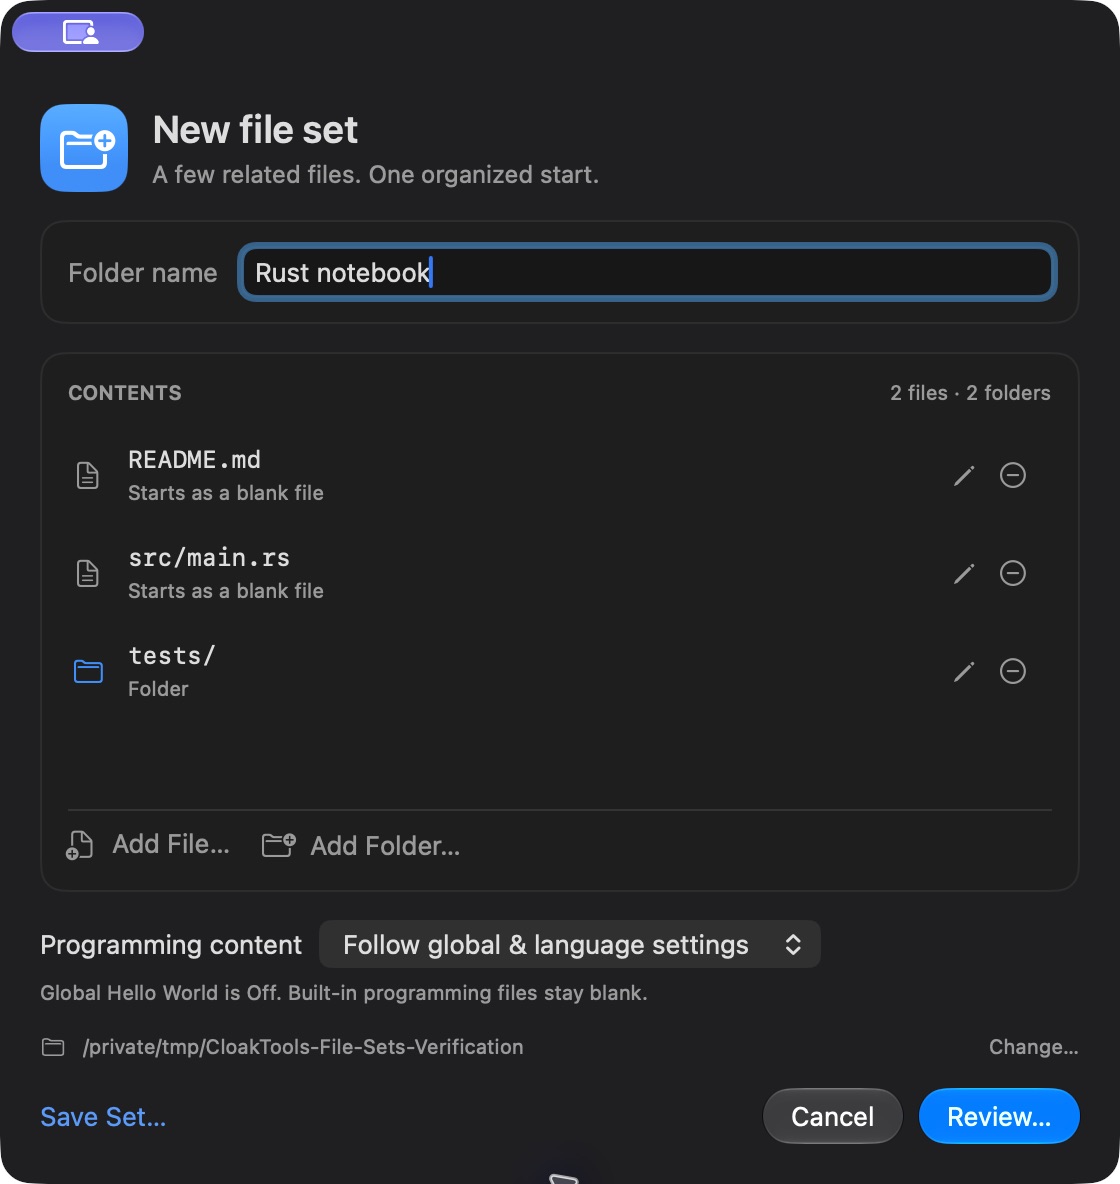 New file set
A few related files. One organized start.
Folder name
Rust notebook
CONTENTS
2 files · 2 folders
README.md
Starts as a blank file
src/main.rs
Starts as a blank file
tests/
Folder
Add File...
Add Folder...
Programming content
Follow global & language settings
Global Hello World is Off. Built-in programming files stay blank.
/private/tmp/CloakTools-File-Sets-Verification
Change...
Save Set...
Cancel
Review...